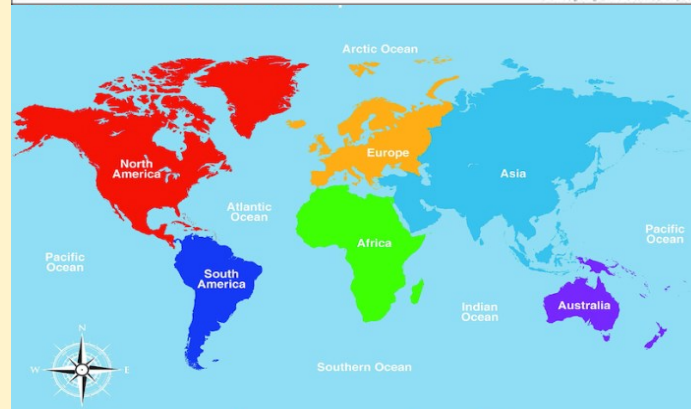 Arctic Ocean
North
America
Europe
Asia
Atlantic
Ocean
Pacific
Ocean
Africa
Pacific
Ocean
South
America
Indian
Ocean
Australia
Southern Ocean
N
W
E